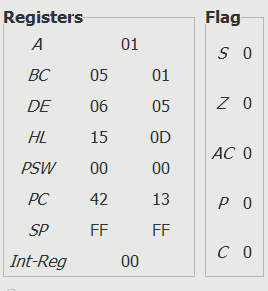 Registers Flag
A 01
BC 05 01
DE 06 05
HL 15 0D
PSW 00 00
PC 42 13
SP FF FF
Int-Reg 00
S 0
Z 0
AC 0
P 0
C 0